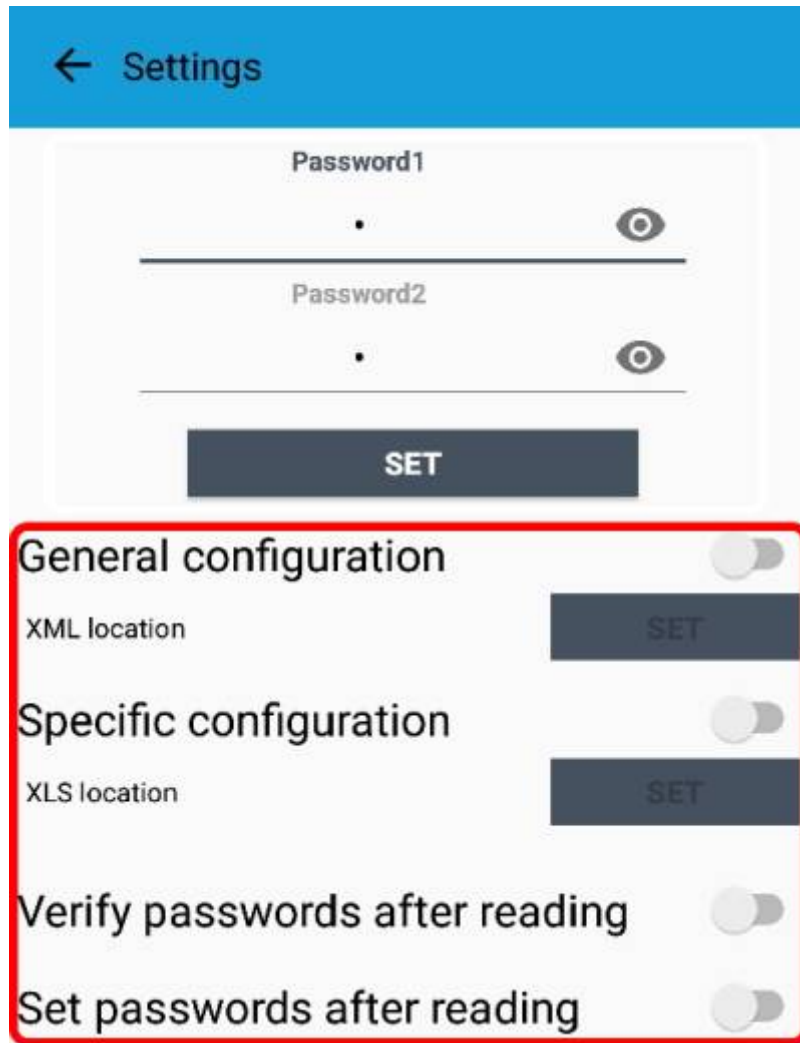 Settings
Password1
•
Password2
•
SET
General configuration
XML location
SET
Specific configuration
XLS location
SET
Verify passwords after reading
Set passwords after reading